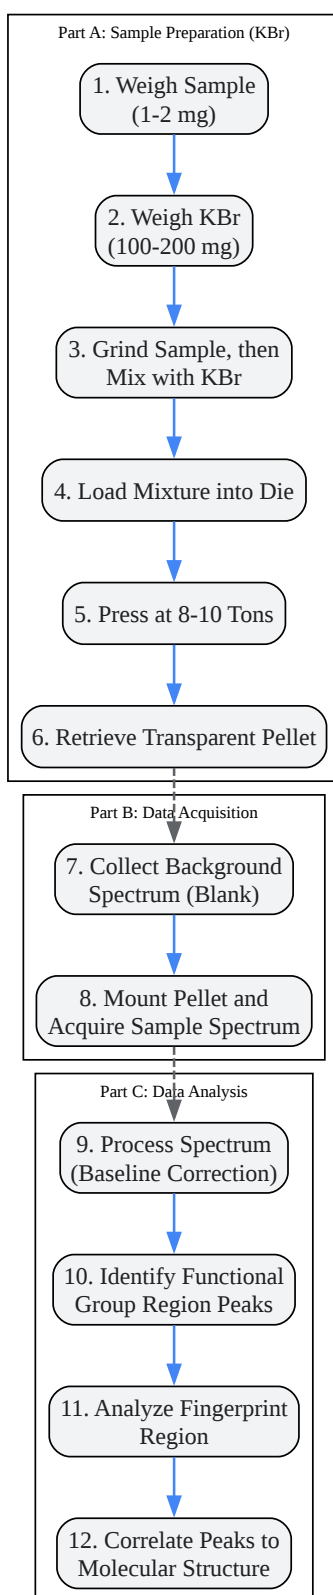 Part A: Sample Preparation (KBr)
1. Weigh Sample
(1-2 mg)
2. Weigh KBr
(100-200 mg)
3. Grind Sample, then
Mix with KBr
4. Load Mixture into Die
5. Press at 8-10 Tons
6. Retrieve Transparent Pellet
Part B: Data Acquisition
7. Collect Background
Spectrum (Blank)
8. Mount Pellet and
Acquire Sample Spectrum
Part C: Data Analysis
9. Process Spectrum
(Baseline Correction)
10. Identify Functional
Group Region Peaks
11. Analyze Fingerprint
Region
12. Correlate Peaks to
Molecular Structure